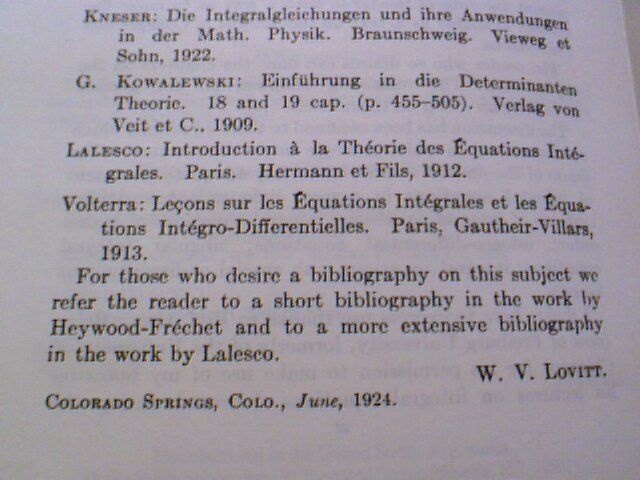 KNESER: Die Integralgleichungen und ihre Anwendungen
in der Math. Physik. Braunschweig. Vieweg et
Sohn, 1922.
G. KOWALEWSKI: Einführung in die Determinanten
Theorie. 18 and 19 cap. (p. 455–505). Verlag von
Veit et C., 1909.
LALESCO: Introduction à la Théorie des Équations Inté-
grales. Paris. Hermann et Fils, 1912.
Volterra: Leçons sur les Équations Intégrales et les Équa-
tions Intégro-Differentielles. Paris, Gautheir-Villars,
1913.
For those who desire a bibliography on this subject we
refer the reader to a short bibliography in the work by
Heywood-Fréchet and to a more extensive bibliography
in the work by Lalesco.
W. V. LOVITT.
COLORADO SPRINGS, COLO., June, 1924.